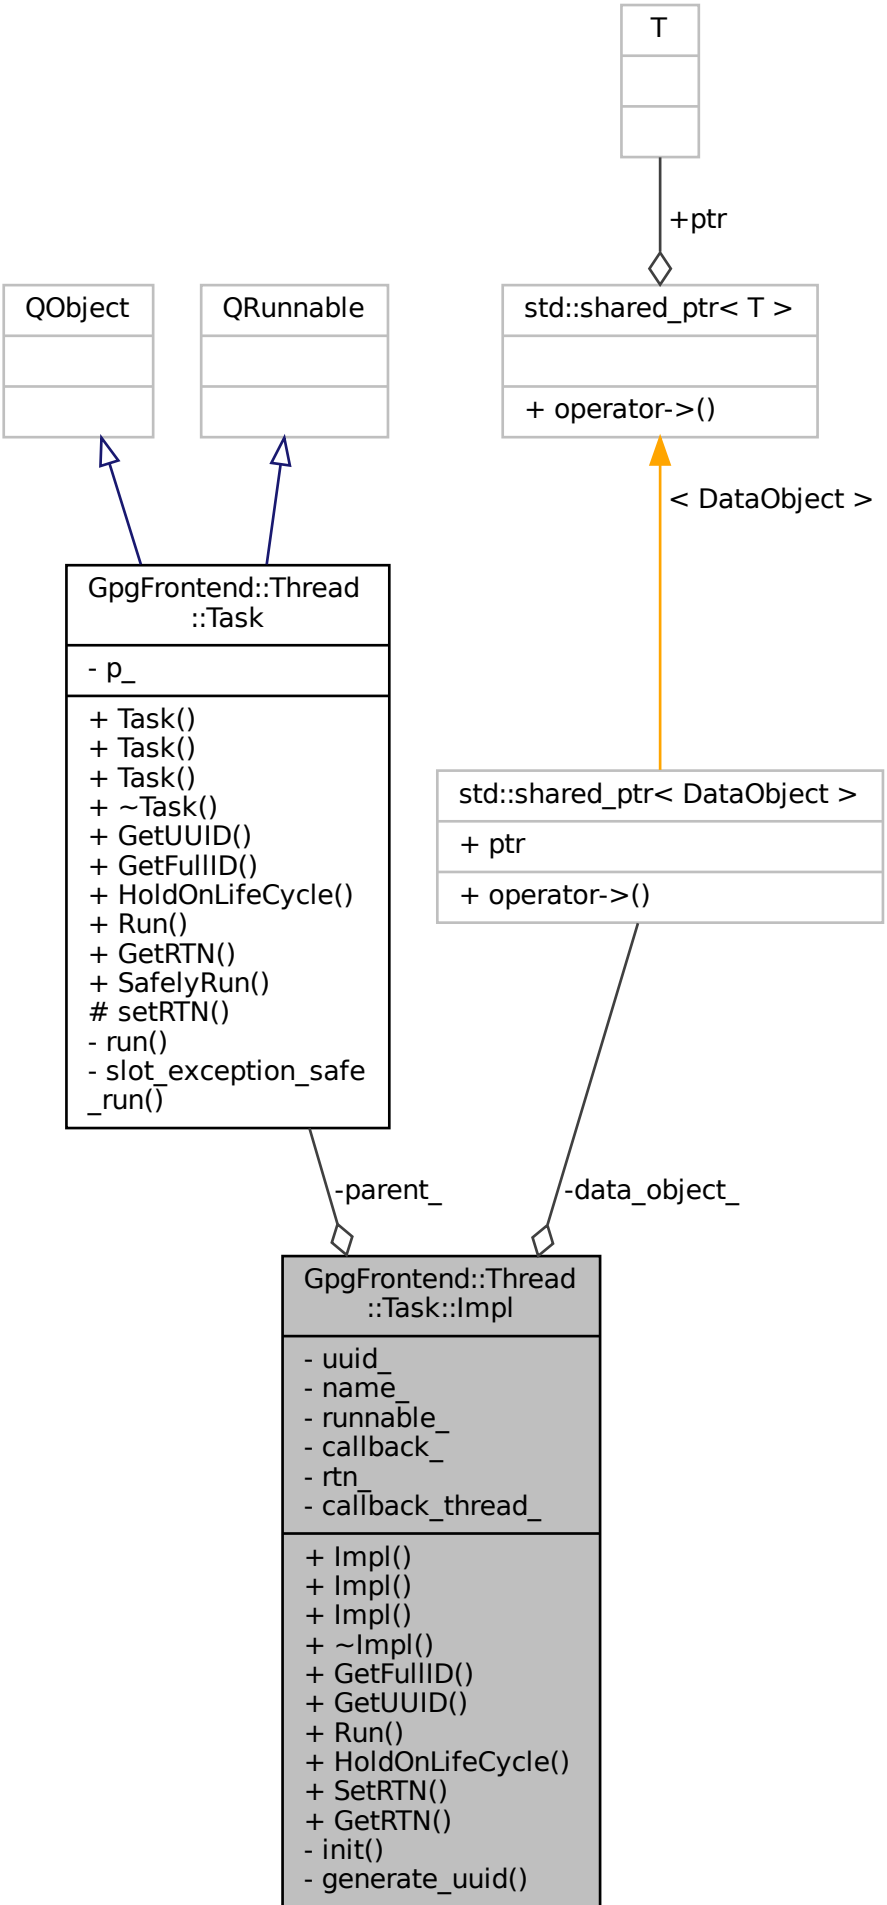 T
+ptr
QObject
QRunnable
std::shared_ptr< T >
+ operator->()
< DataObject >
GpgFrontend::Thread
::Task
- p_
+ Task()
+ Task()
+ Task()
+ ~Task()
+ GetUUID()
+ GetFullID()
+ HoldOnLifeCycle()
+ Run()
+ GetRTN()
+ SafelyRun()
# setRTN()
- run()
- slot_exception_safe
_run()
std::shared_ptr< DataObject >
+ ptr
+ operator->()
-parent_
-data_object_
GpgFrontend::Thread
::Task::Impl
- uuid_
- name_
- runnable_
- callback_
- rtn_
- callback_thread_
+ Impl()
+ Impl()
+ Impl()
+ ~Impl()
+ GetFullID()
+ GetUUID()
+ Run()
+ HoldOnLifeCycle()
+ SetRTN()
+ GetRTN()
- init()
- generate_uuid()